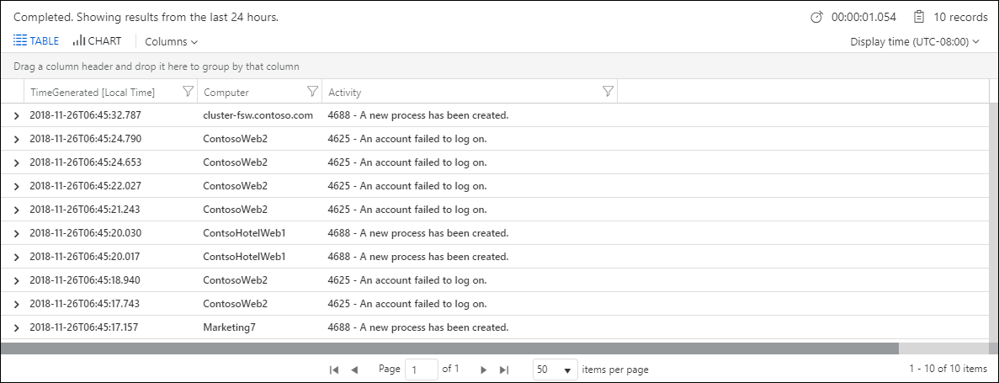 Completed. Showing results from the last 24 hours. 00:00:01.054 10 records
TABLE CHART Columns Display time (UTC-08:00)
Drag a column header and drop it here to group by that column
TimeGenerated [Local Time] Computer Activity
2018-11-26T06:45:32.787 cluster-fsw.contoso.com 4688 - A new process has been created.
2018-11-26T06:45:24.790 ContosoWeb2 4625 - An account failed to log on.
2018-11-26T06:45:24.653 ContosoWeb2 4625 - An account failed to log on.
2018-11-26T06:45:22.027 ContosoWeb2 4625 - An account failed to log on.
2018-11-26T06:45:21.243 ContosoWeb2 4625 - An account failed to log on.
2018-11-26T06:45:20.030 ContsoHotelWeb1 4688 - A new process has been created.
2018-11-26T06:45:20.017 ContsoHotelWeb1 4688 - A new process has been created.
2018-11-26T06:45:18.940 ContosoWeb2 4625 - An account failed to log on.
2018-11-26T06:45:17.743 ContosoWeb2 4625 - An account failed to log on.
2018-11-26T06:45:17.157 Marketing7 4688 - A new process has been created.
Page 1 of 1 50 items per page 1 - 10 of 10 items